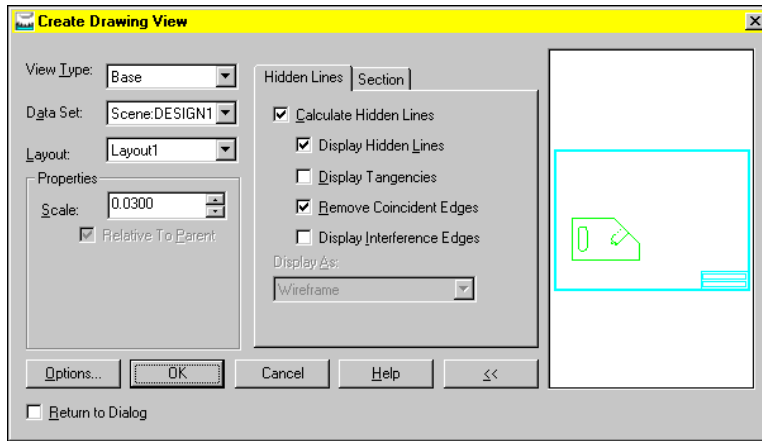 Create Drawing View
View Type: Base
Data Set: Scene:DESIGN1
Layout: Layout1
Properties
Scale: 0.0300
Relative To Parent
Hidden Lines Section
Calculate Hidden Lines
Display Hidden Lines
Display Tangencies
Remove Coincident Edges
Display Interference Edges
Display As:
Wireframe
Options... OK Cancel Help <<
Return to Dialog